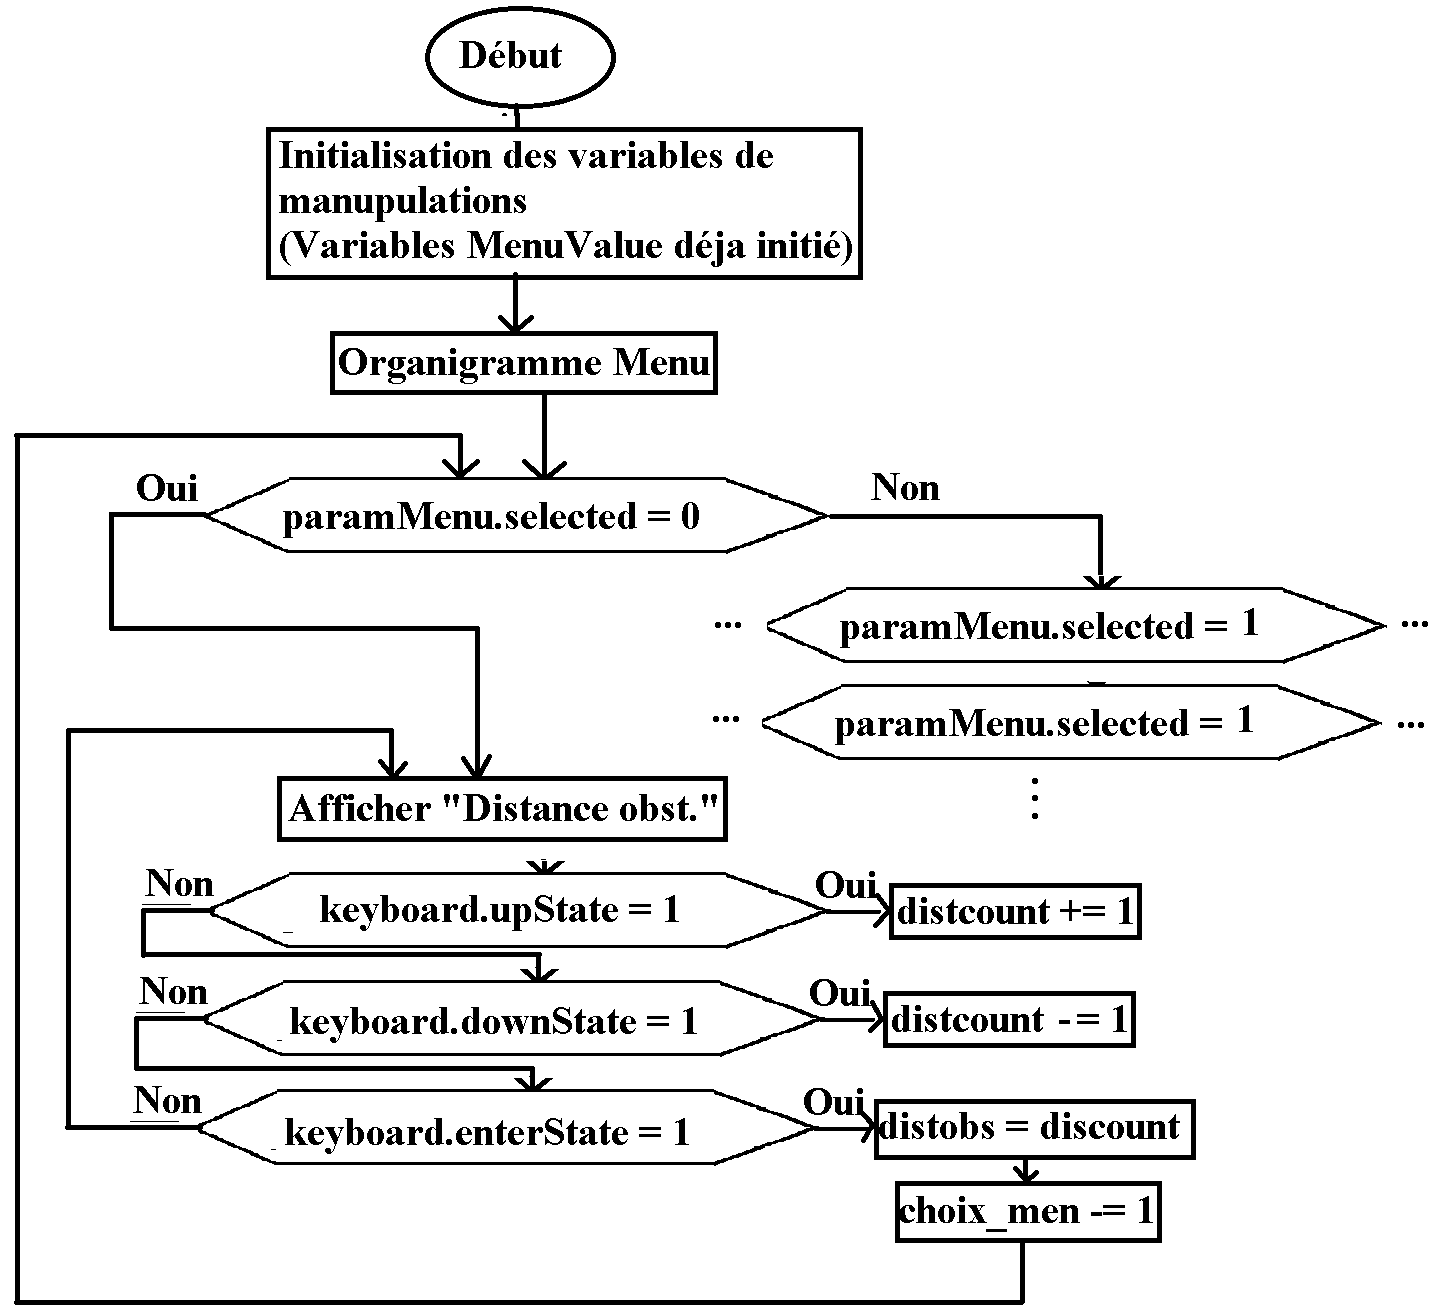 Début
Initialisation des variables de
manupulations
(Variables MenuValue déja initié)
Organigramme Menu
Oui
Non
paramMenu.selected = 0
... paramMenu.selected = 1 ...
... paramMenu.selected = 1 ...
Afficher "Distance obst."
Non
Oui
keyboard.upState = 1
distcount += 1
Non
Oui
keyboard.downState = 1
distcount -= 1
Non
Oui
keyboard.enterState = 1
distobs = discount
choix_men -= 1